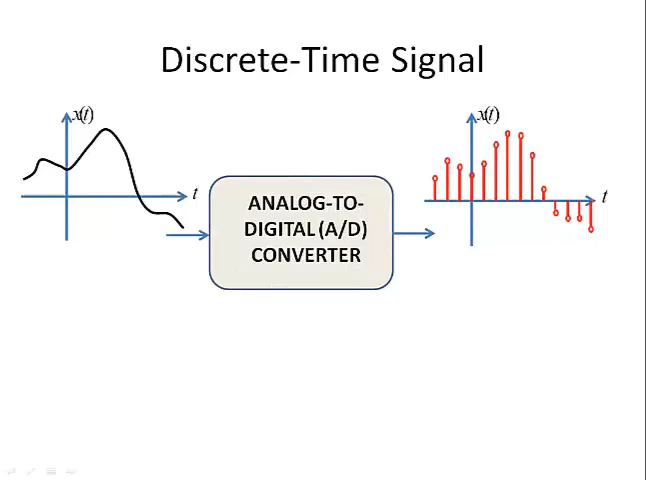 Discrete-Time Signal
x(t)
t
ANALOG-TO-
DIGITAL (A/D)
CONVERTER
x(t)
t